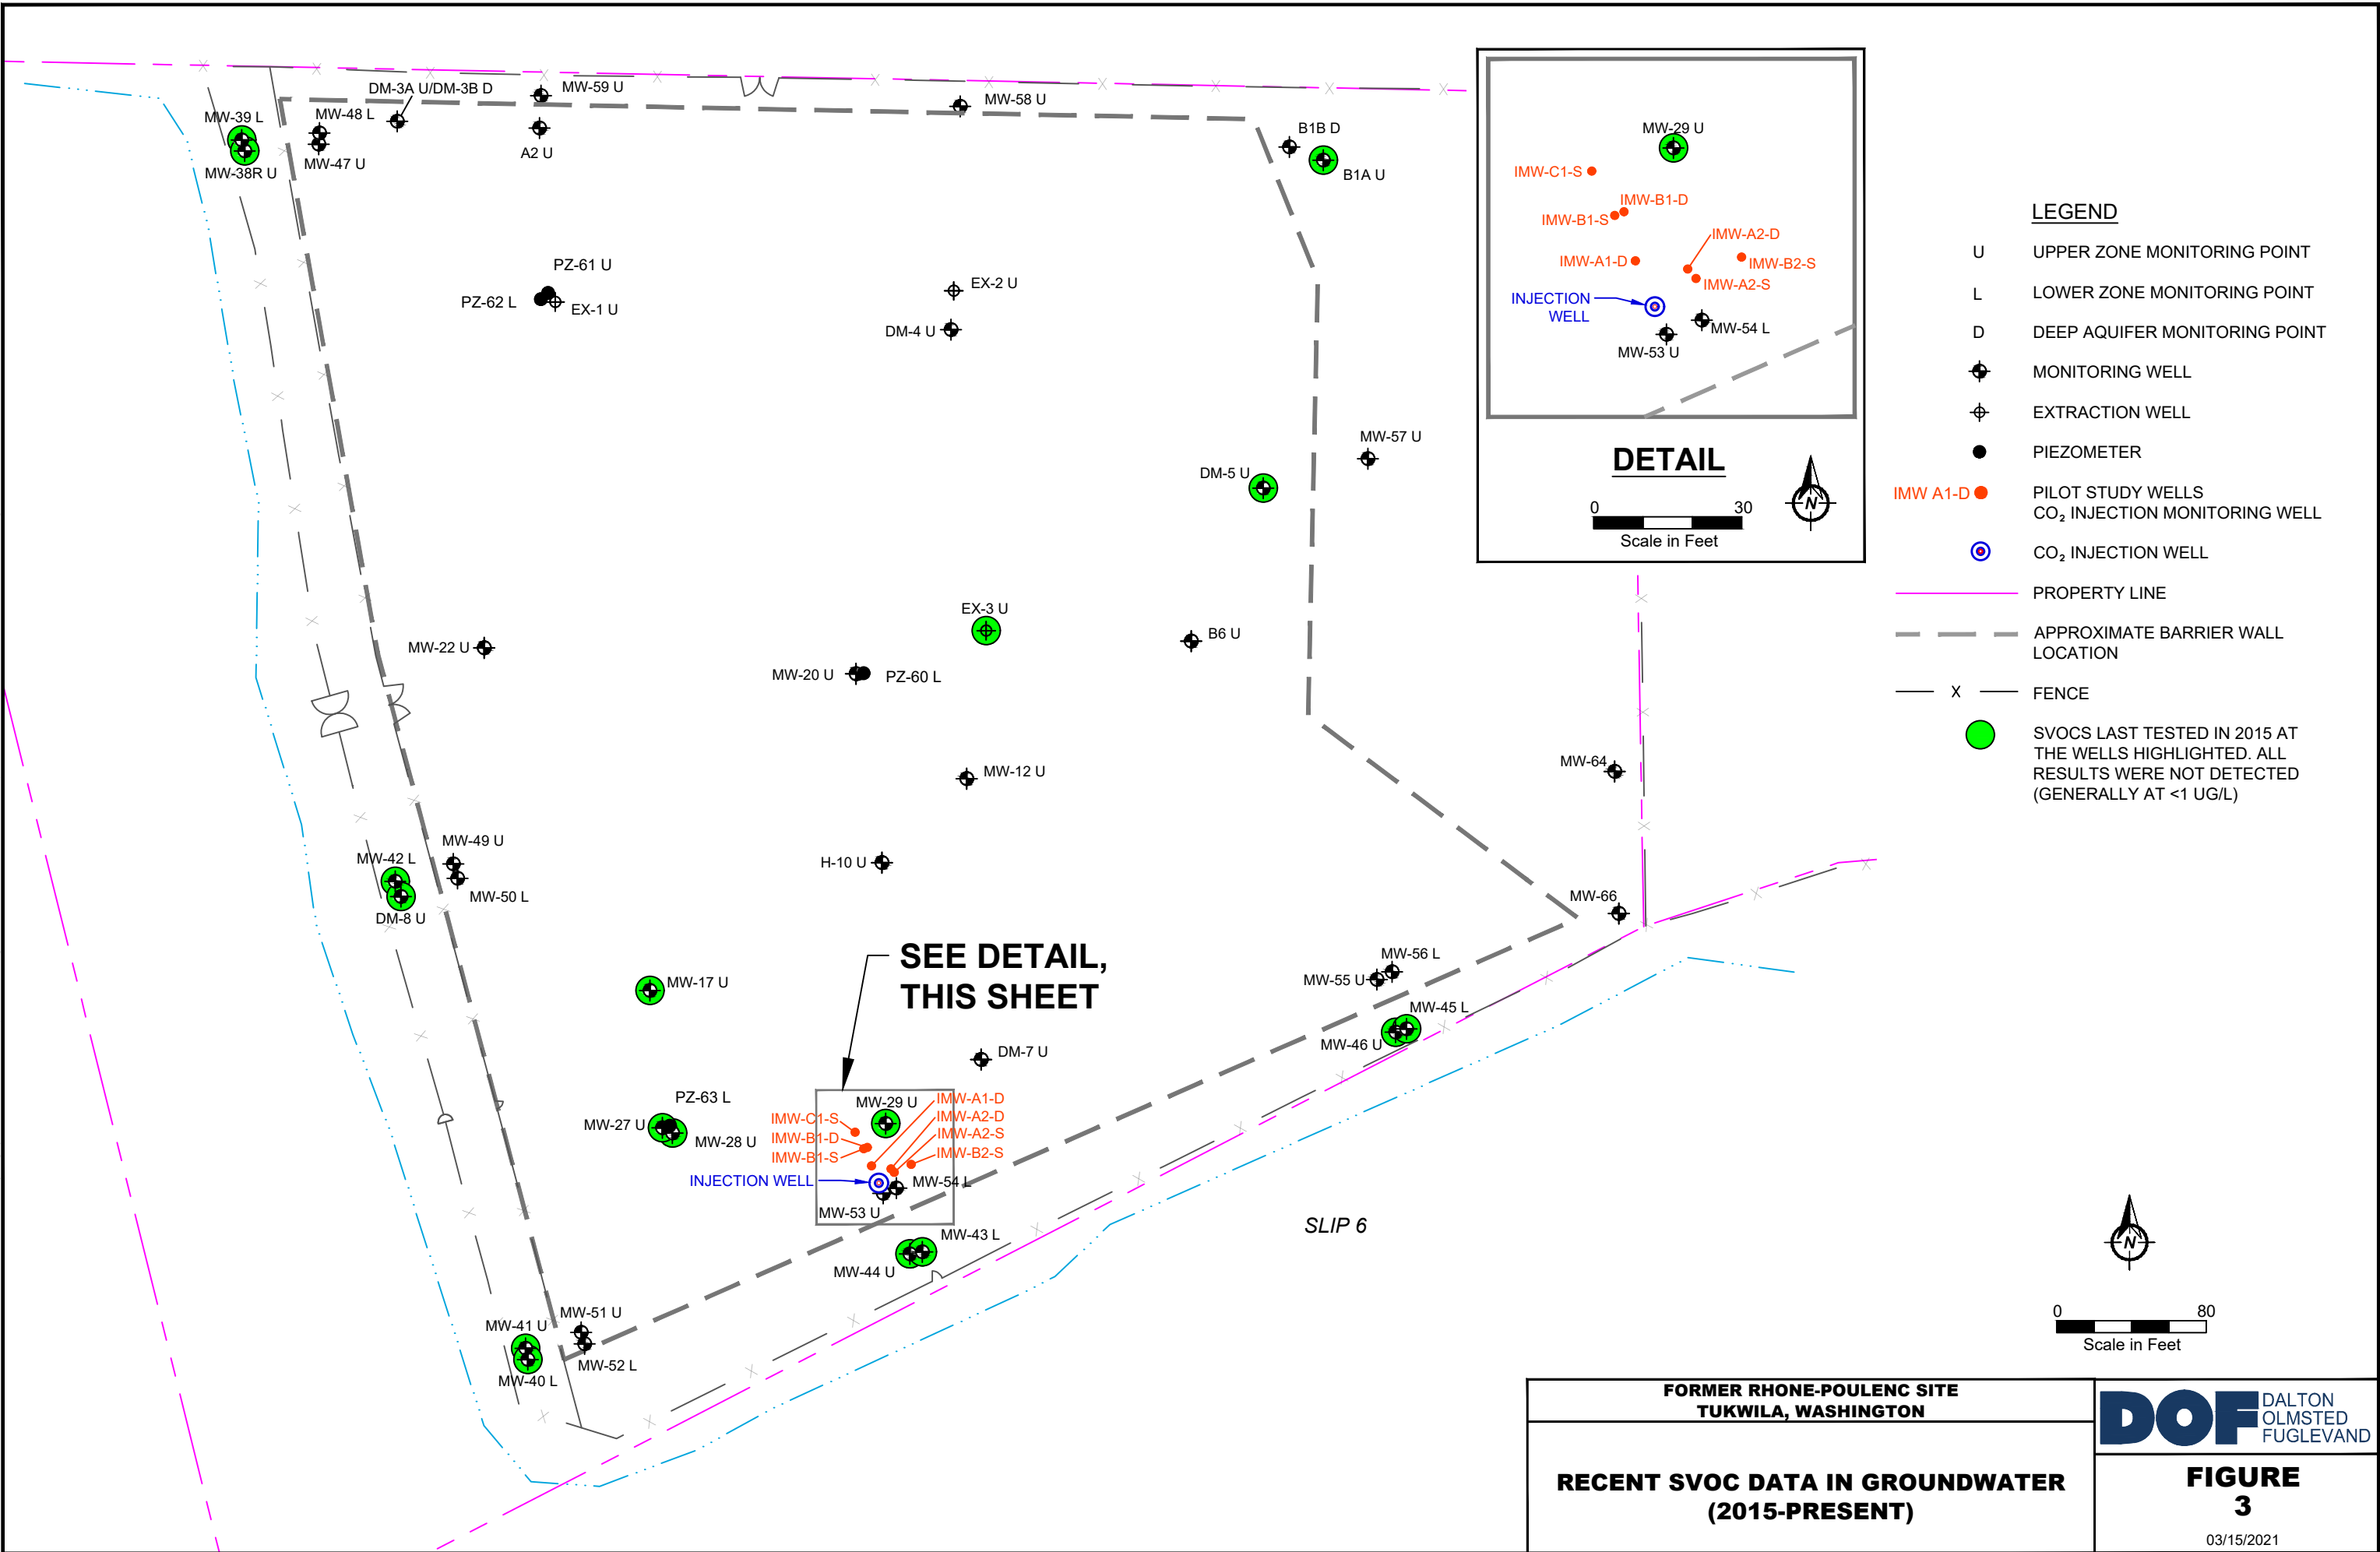 DM-3A U/DM-3B D
MW-59 U
MW-58 U
MW-39 L
MW-48 L
MW-38R U
MW-47 U
A2 U
B1B D
B1A U
PZ-61 U
PZ-62 L
EX-1 U
EX-2 U
DM-4 U
MW-57 U
DM-5 U
EX-3 U
MW-22 U
MW-20 U
PZ-60 L
B6 U
MW-12 U
MW-64
MW-49 U
MW-42 L
MW-50 L
DM-8 U
H-10 U
MW-66
SEE DETAIL,
THIS SHEET
MW-17 U
MW-56 L
MW-55 U
MW-45 L
MW-46 U
DM-7 U
PZ-63 L
MW-27 U
MW-28 U
MW-29 U
IMW-C1-S
IMW-B1-D
IMW-B1-S
IMW-A1-D
IMW-A2-D
IMW-A2-S
IMW-B2-S
INJECTION WELL
MW-54 L
MW-53 U
MW-43 L
MW-44 U
SLIP 6
MW-51 U
MW-41 U
MW-52 L
MW-40 L
X X X X X X X X X X X X
MW-29 U
IMW-C1-S
IMW-B1-D
IMW-B1-S
IMW-A2-D
IMW-A1-D
IMW-B2-S
IMW-A2-S
INJECTION
WELL
MW-54 L
MW-53 U
DETAIL
0 30
Scale in Feet
N
LEGEND
U UPPER ZONE MONITORING POINT
L LOWER ZONE MONITORING POINT
D DEEP AQUIFER MONITORING POINT
MONITORING WELL
EXTRACTION WELL
PIEZOMETER
IMW A1-D PILOT STUDY WELLS
CO₂ INJECTION MONITORING WELL
CO₂ INJECTION WELL
PROPERTY LINE
APPROXIMATE BARRIER WALL
LOCATION
X FENCE
SVOCS LAST TESTED IN 2015 AT
THE WELLS HIGHLIGHTED. ALL
RESULTS WERE NOT DETECTED
(GENERALLY AT <1 UG/L)
N
0 80
Scale in Feet
FORMER RHONE-POULENC SITE
TUKWILA, WASHINGTON
RECENT SVOC DATA IN GROUNDWATER
(2015-PRESENT)
DOF
DALTON
OLMSTED
FUGLEVAND
FIGURE
3
03/15/2021